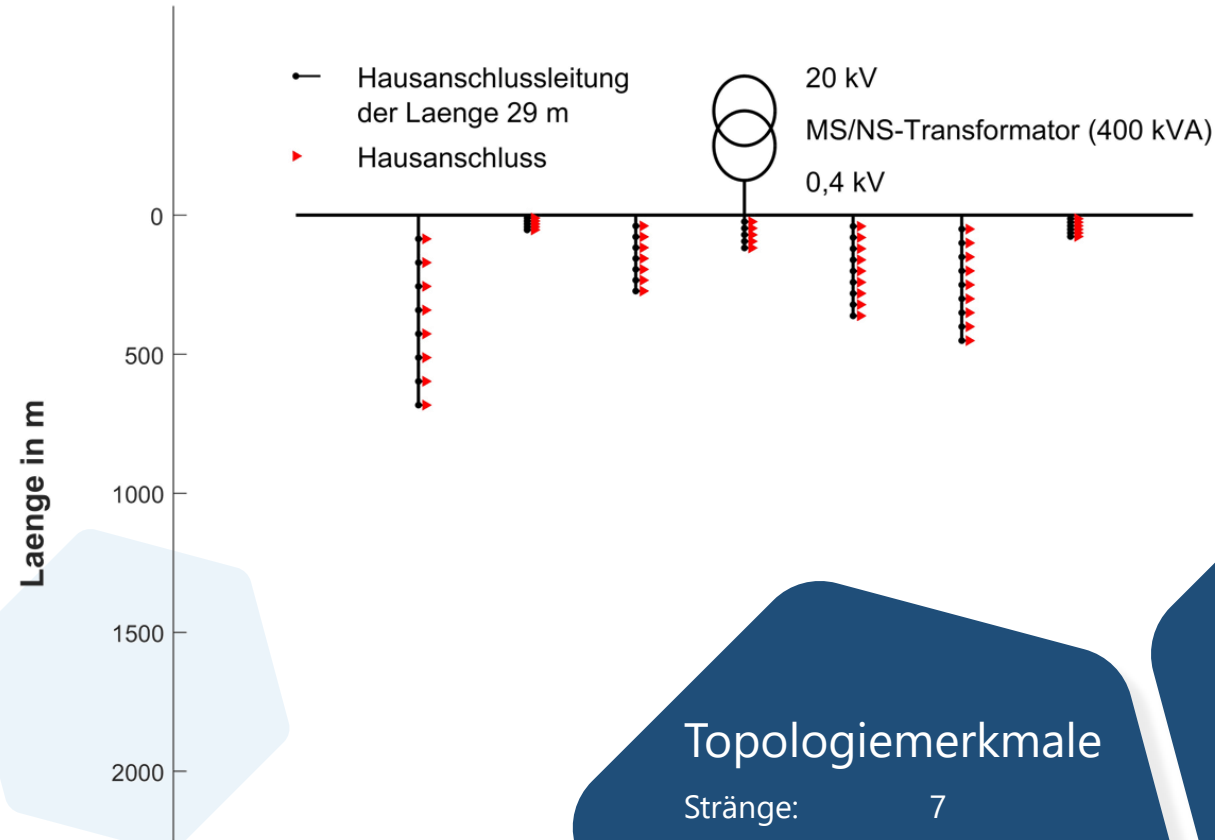 Hausanschlussleitung
der Laenge 29 m
Hausanschluss
20 kV
MS/NS-Transformator (400 kVA)
0,4 kV
0
500
1000
1500
2000
Laenge in m
Topologiemerkmale
Stränge: 7